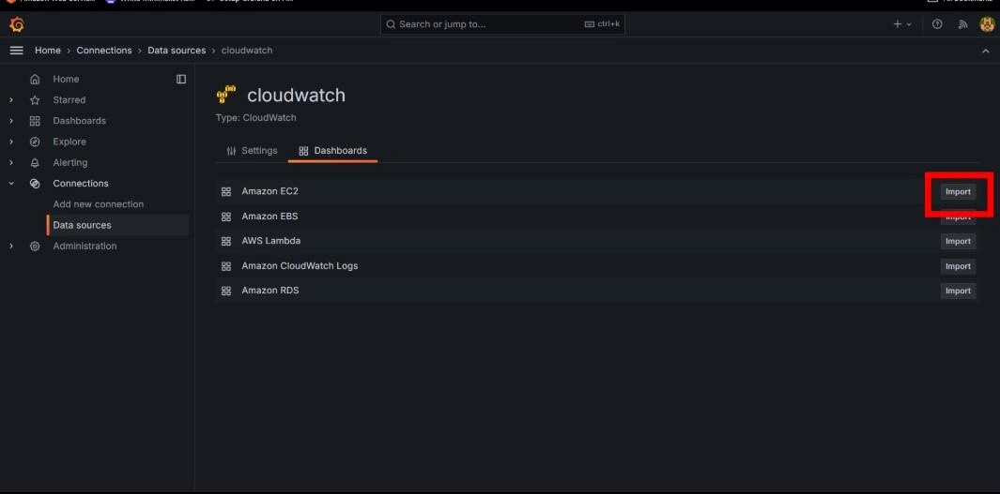 Search or jump to...
ctrl+k
Home > Connections > Data sources > cloudwatch
Home
Starred
Dashboards
Explore
Alerting
Connections
Add new connection
Data sources
Administration
cloudwatch
Type: CloudWatch
Settings
Dashboards
Amazon EC2 Import
Amazon EBS Import
AWS Lambda Import
Amazon CloudWatch Logs Import
Amazon RDS Import